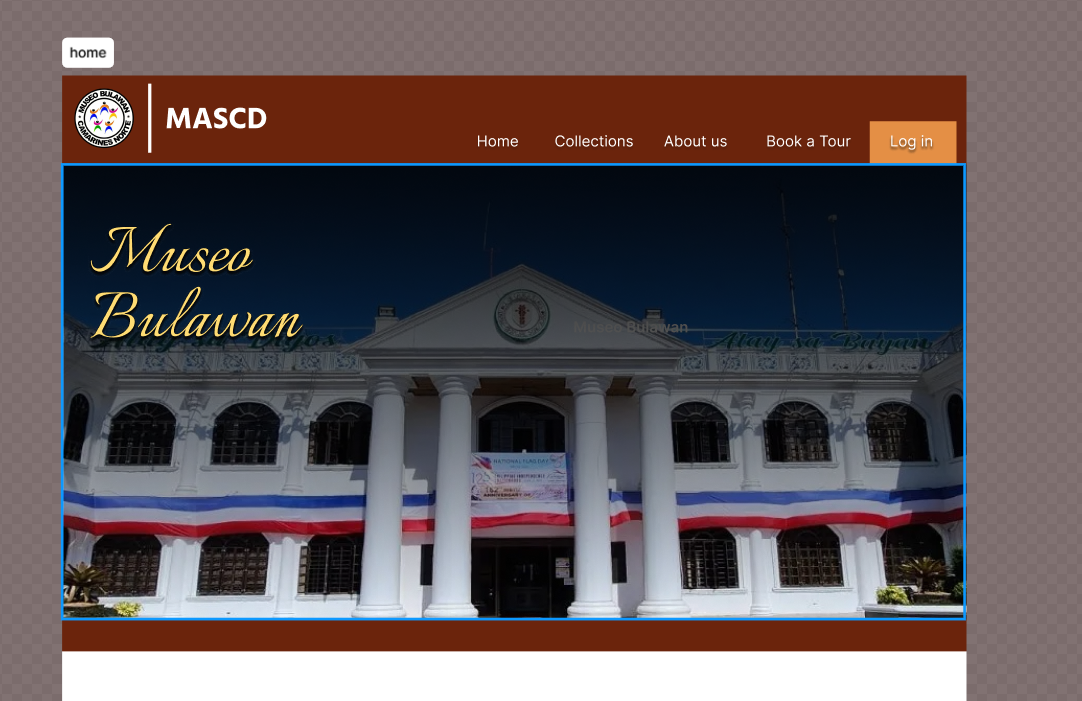 home
MUSEO BULAWAN
CAMARINES NORTE
MASCD
Home
Collections
About us
Book a Tour
Log in
Museo
Bulawan
Museo Bulawan
Alay sa Bayan
NATIONAL FLAG DAY